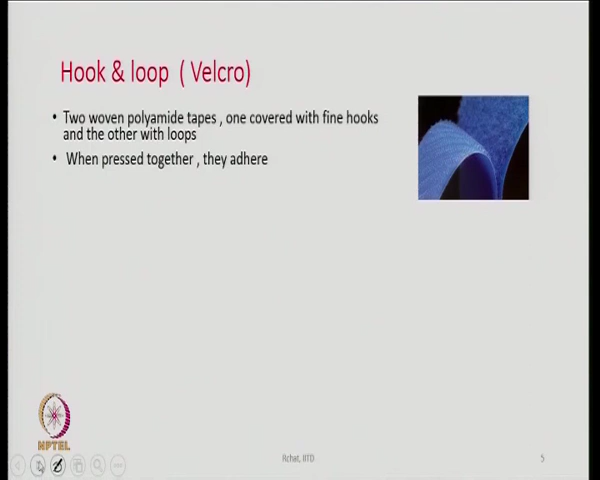 Hook & loop ( Velcro)
• Two woven polyamide tapes , one covered with fine hooks
and the other with loops
• When pressed together , they adhere
NPTEL
Rchat, IITD
5